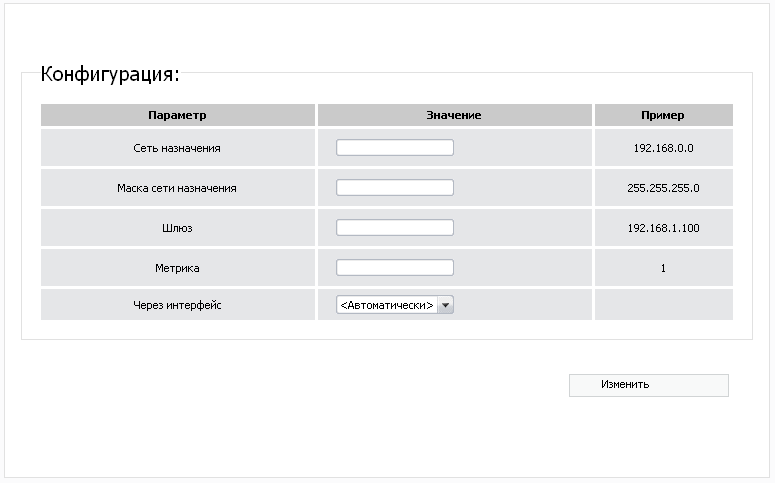 Конфигурация:
Параметр Значение Пример
Сеть назначения 192.168.0.0
Маска сети назначения 255.255.255.0
Шлюз 192.168.1.100
Метрика 1
Через интерфейс <Автоматически>
Изменить